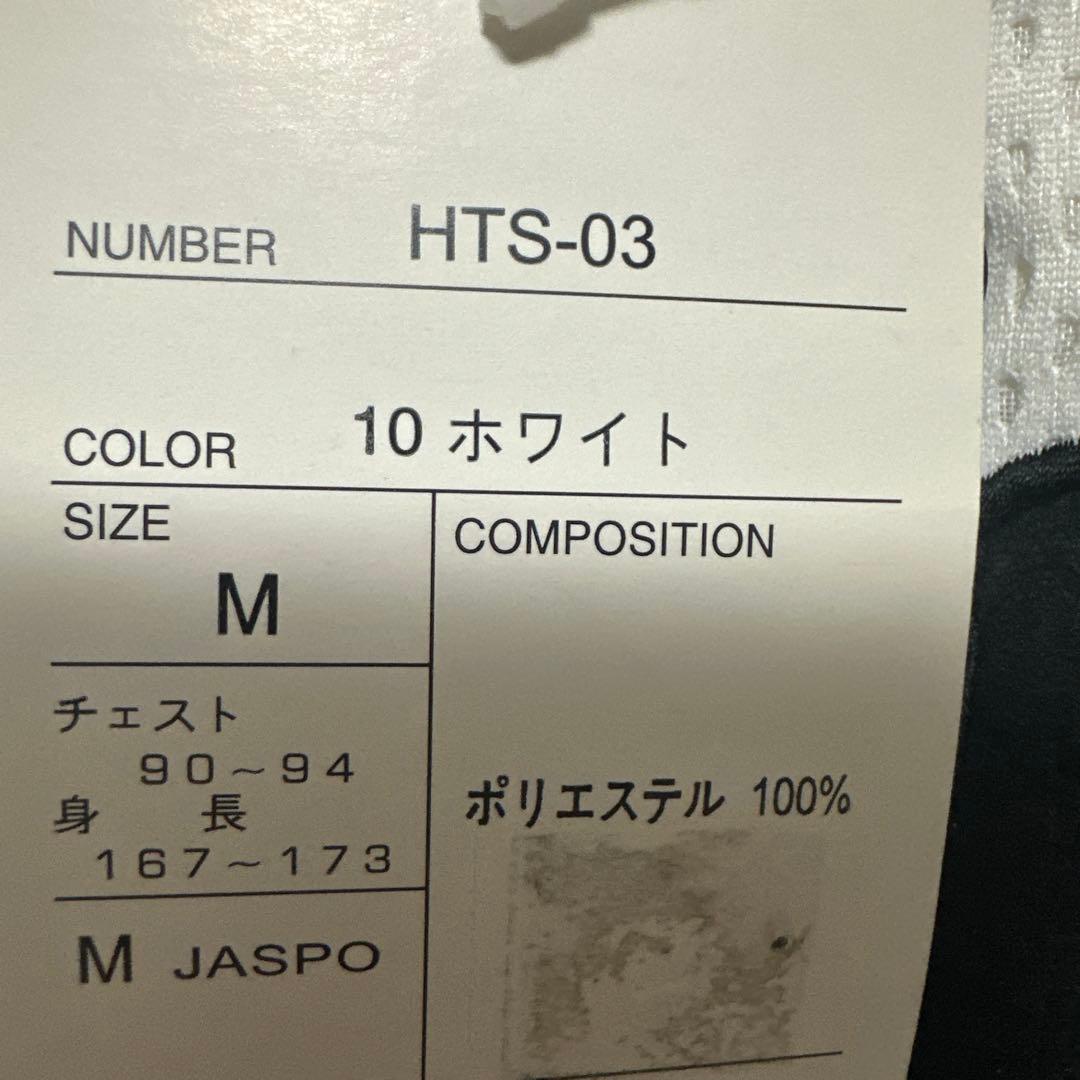 NUMBER HTS-03
COLOR 10 ホワイト
SIZE
M
チェスト
90~94
身 長
167~173
M JASPO
COMPOSITION
ポリエステル 100%